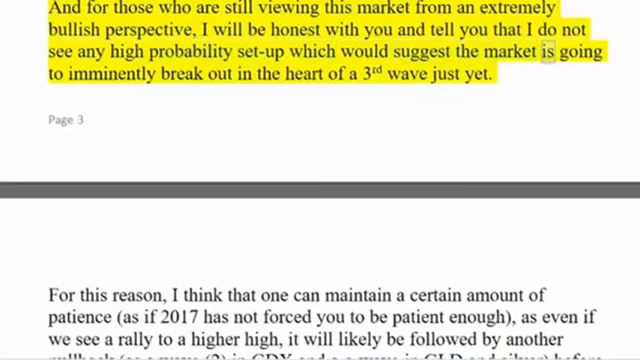 And for those who are still viewing this market from an extremely
bullish perspective, I will be honest with you and tell you that I do not
see any high probability set-up which would suggest the market is going
to imminently break out in the heart of a 3rd wave just yet.
Page 3
For this reason, I think that one can maintain a certain amount of
patience (as if 2017 has not forced you to be patient enough), as even if
we see a rally to a higher high, it will likely be followed by another